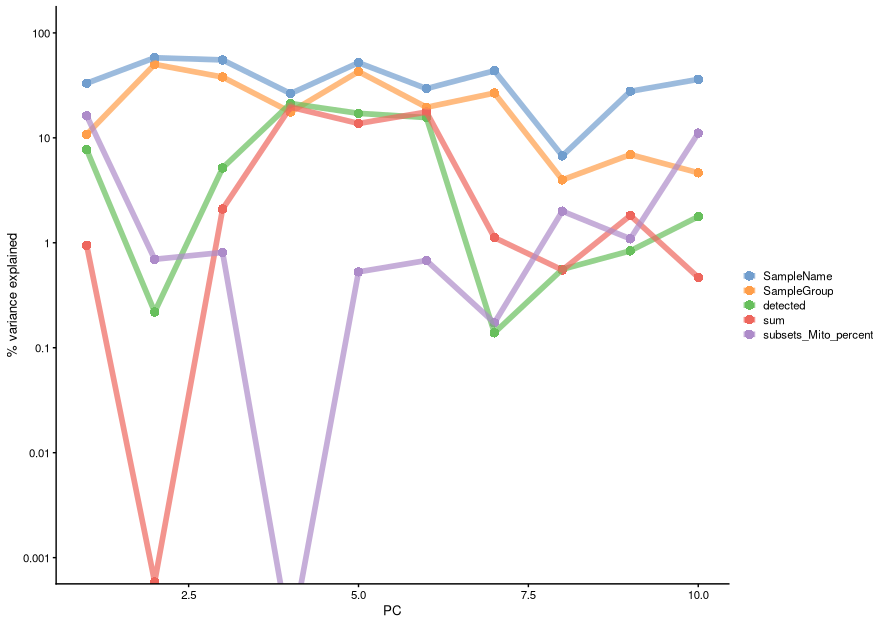 % variance explained
100
10
1
0.1
0.01
0.001
2.5
5.0
7.5
10.0
PC
SampleName
SampleGroup
detected
sum
subsets_Mito_percent